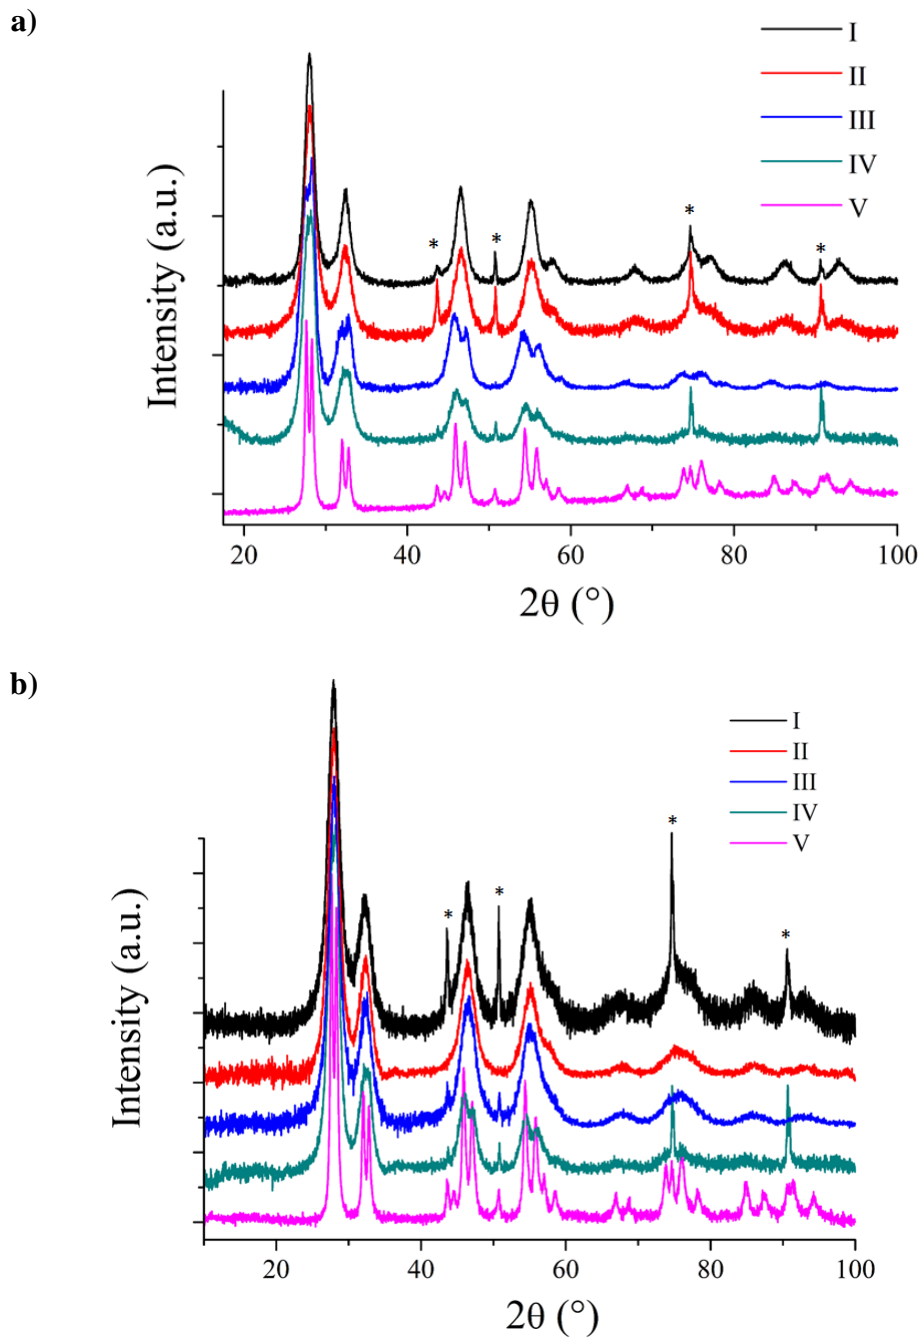 a)
I
II
III
IV
V
Intensity (a.u.)
* * * *
20 40 60 80 100
2θ (°)
b)
I
II
III
IV
V
Intensity (a.u.)
* * * *
20 40 60 80 100
2θ (°)